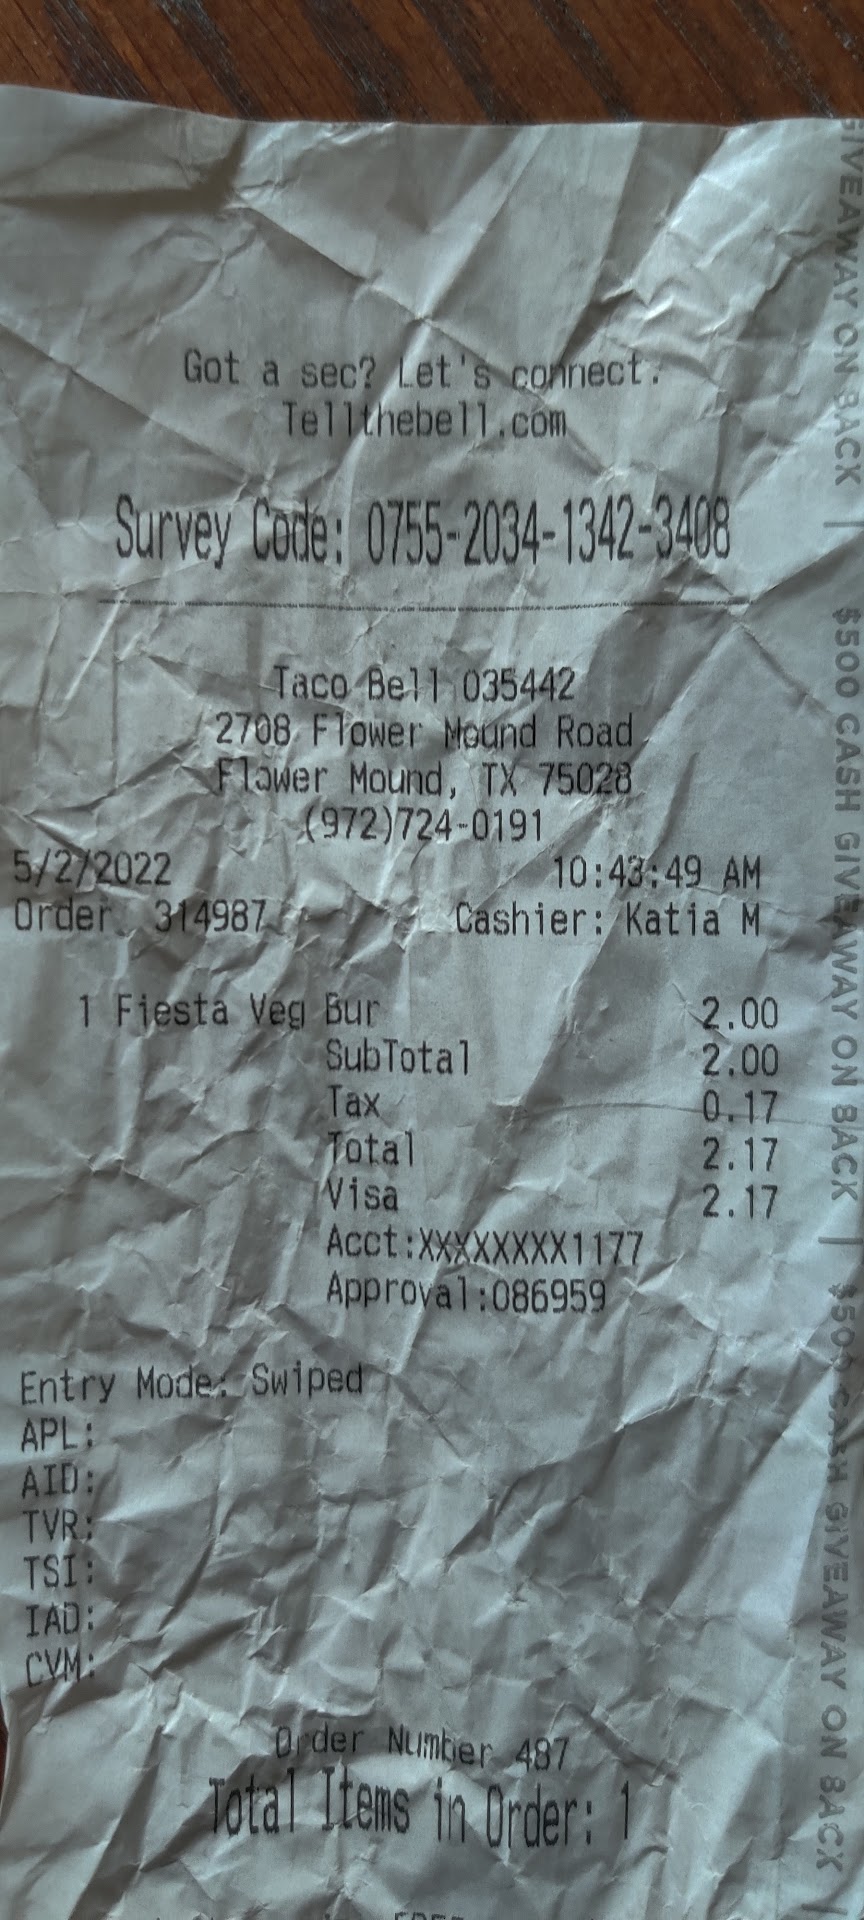 Got a sec? Let's connect.
Tellthebell.com
Survey Code: 0755-2034-1342-3408
Taco Bell 035442
2708 Flower Mound Road
Flower Mound, TX 75028
(972)724-0191
5/2/2022 10:43:49 AM
Order 314987 Cashier: Katia M
1 Fiesta Veg Bur 2.00
SubTotal 2.00
Tax 0.17
Total 2.17
Visa 2.17
Acct:XXXXXXXX1177
Approval:086959
Entry Mode: Swiped
APL:
AID:
TVR:
TSI:
IAD:
CVM:
Order Number 487
Total Items in Order: 1
GIVEAWAY ON BACK | $500 CASH GIVEAWAY ON BACK | $500 CASH GIVEAWAY ON BACK |